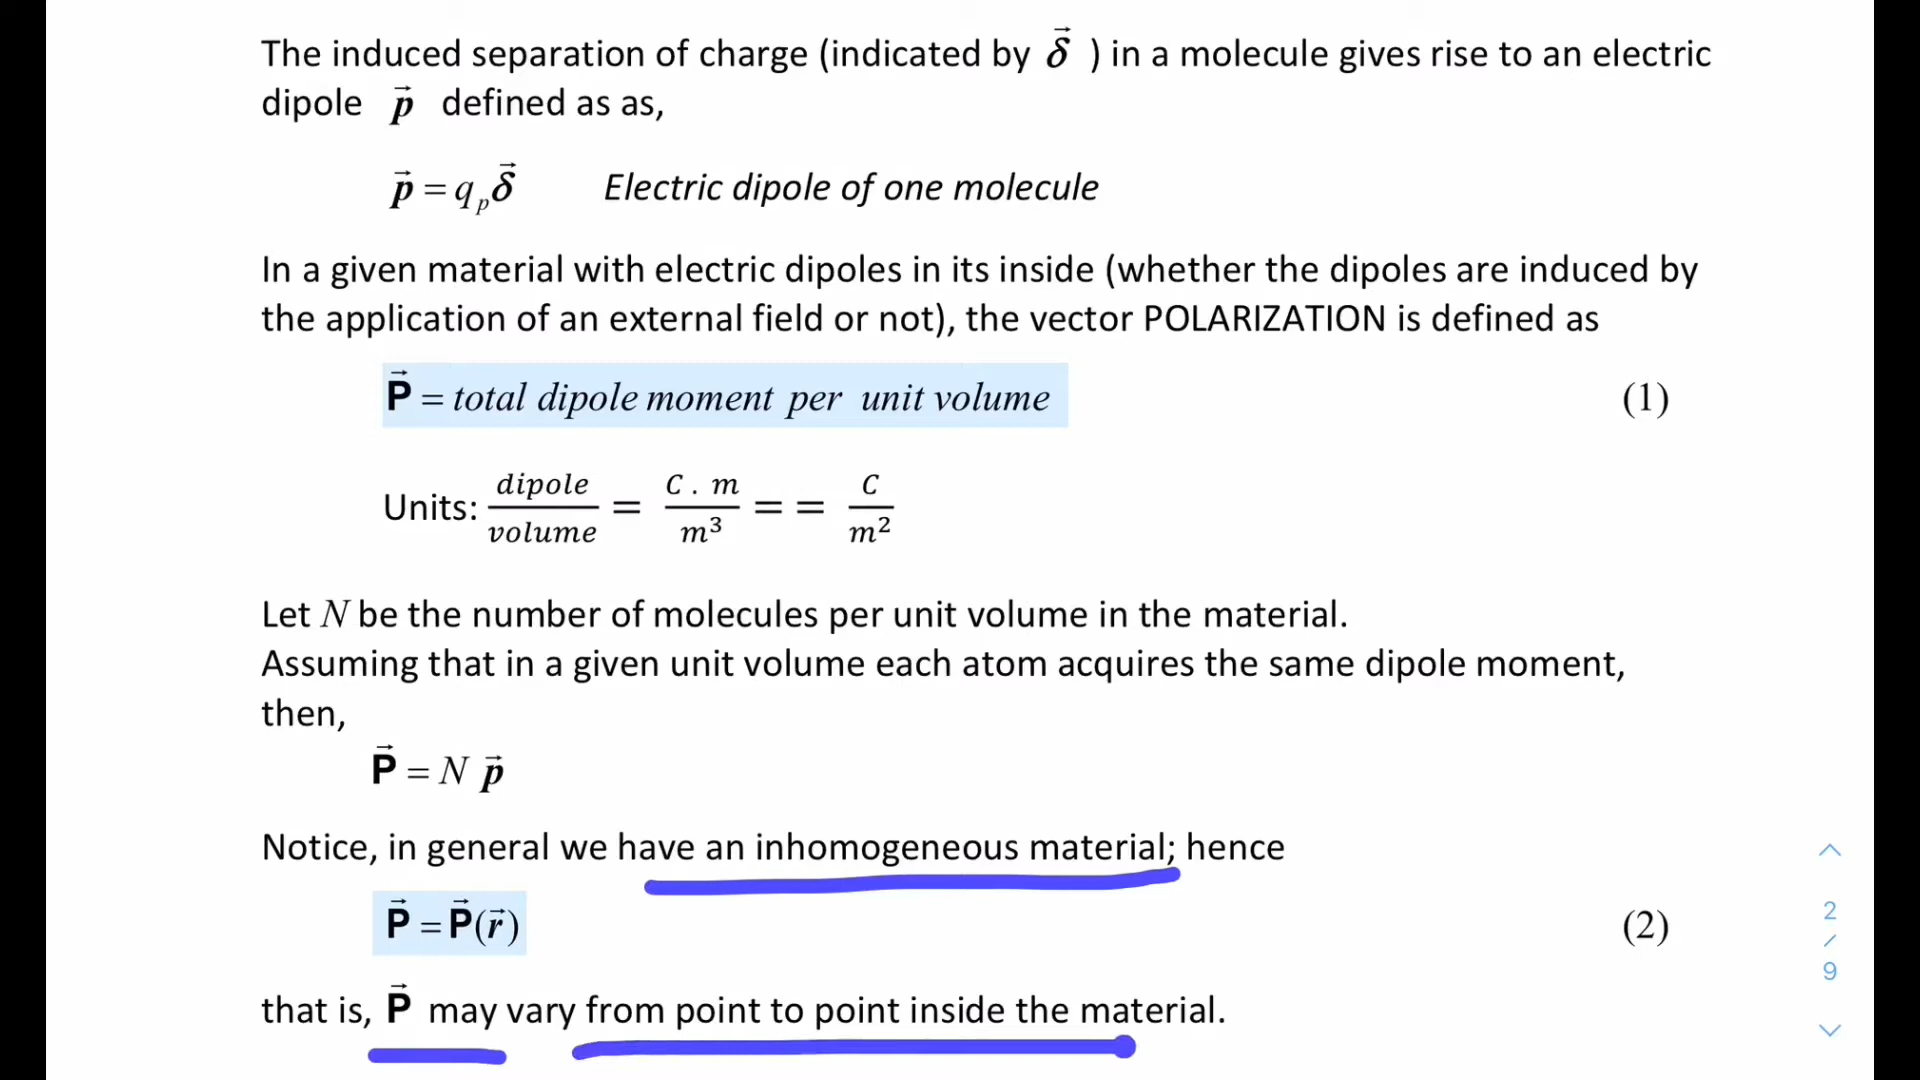 The induced separation of charge (indicated by δ⃗ ) in a molecule gives rise to an electric
dipole p⃗ defined as as,
p⃗ = qₚδ⃗ Electric dipole of one molecule
In a given material with electric dipoles in its inside (whether the dipoles are induced by
the application of an external field or not), the vector POLARIZATION is defined as
P⃗ = total dipole moment per unit volume (1)
Units: dipole/volume = C . m/m³ = = C/m²
Let N be the number of molecules per unit volume in the material.
Assuming that in a given unit volume each atom acquires the same dipole moment,
then,
P⃗ = N p⃗
Notice, in general we have an inhomogeneous material; hence
P⃗ = P⃗(r⃗) (2)
that is, P⃗ may vary from point to point inside the material.
2
/
9